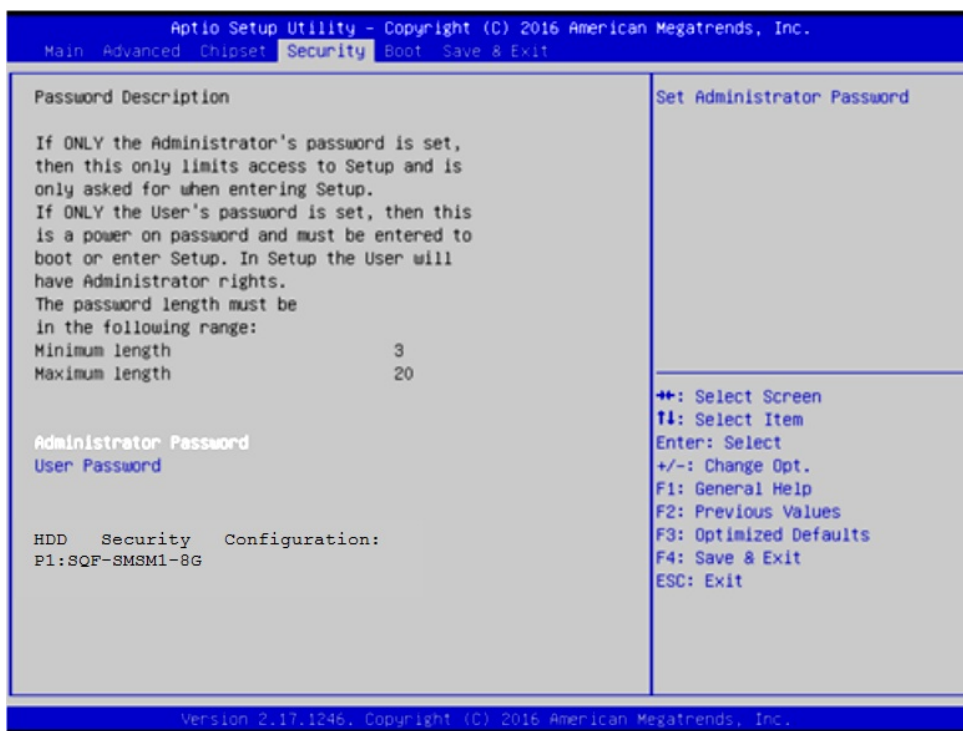 Aptio Setup Utility - Copyright (C) 2016 American Megatrends, Inc.
Main Advanced Chipset Security Boot Save & Exit
Password Description
If ONLY the Administrator's password is set,
then this only limits access to Setup and is
only asked for when entering Setup.
If ONLY the User's password is set, then this
is a power on password and must be entered to
boot or enter Setup. In Setup the User will
have Administrator rights.
The password length must be
in the following range:
Minimum length 3
Maximum length 20
Administrator Password
User Password
HDD Security Configuration:
P1:SQF-SMSM1-8G
Set Administrator Password
→←: Select Screen
↑↓: Select Item
Enter: Select
+/-: Change Opt.
F1: General Help
F2: Previous Values
F3: Optimized Defaults
F4: Save & Exit
ESC: Exit
Version 2.17.1246. Copyright (C) 2016 American Megatrends, Inc.